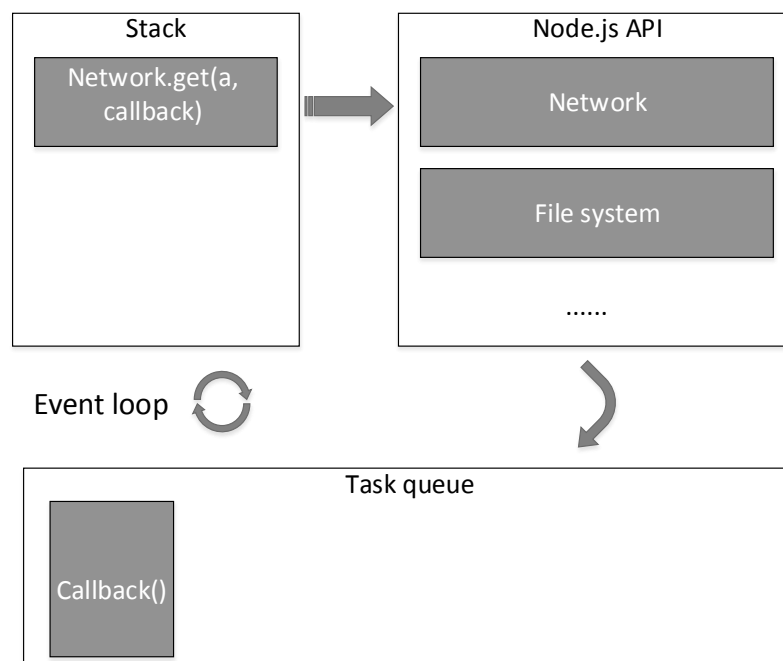 Stack
Network.get(a,
callback)
Node.js API
Network
File system
......
Event loop
Task queue
Callback()